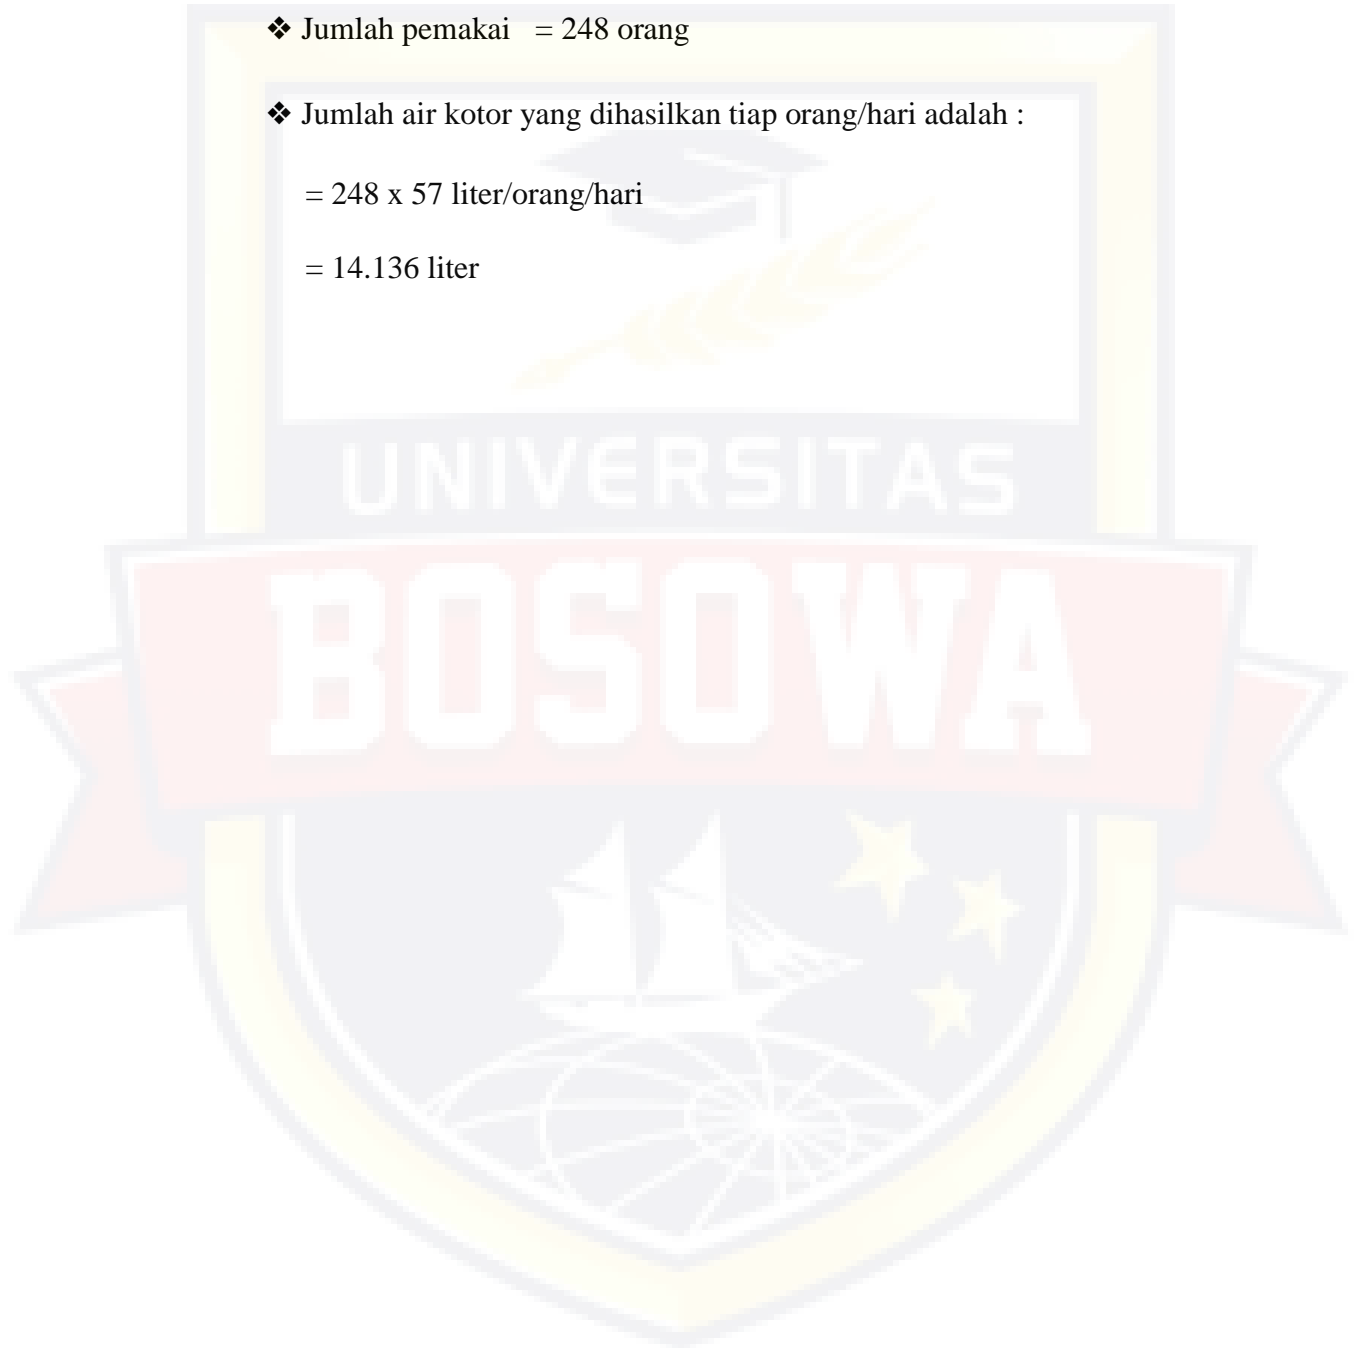 ❖ Jumlah pemakai = 248 orang
❖ Jumlah air kotor yang dihasilkan tiap orang/hari adalah :
= 248 x 57 liter/orang/hari
= 14.136 liter
UNIVERSITAS
BOSOWA